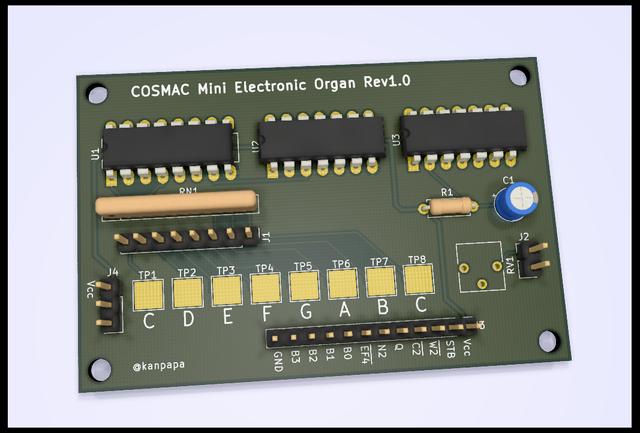 COSMAC Mini Electronic Organ Rev1.0
U1
U2
U3
RN1
R1
C1
J1
J2
RV1
J4
Vcc
TP1 TP2 TP3 TP4 TP5 TP6 TP7 TP8
C D E F G A B C
GND B3 B2 B1 B0 EF4 N2 Q C2 W2 STB Vcc
@kanpapa